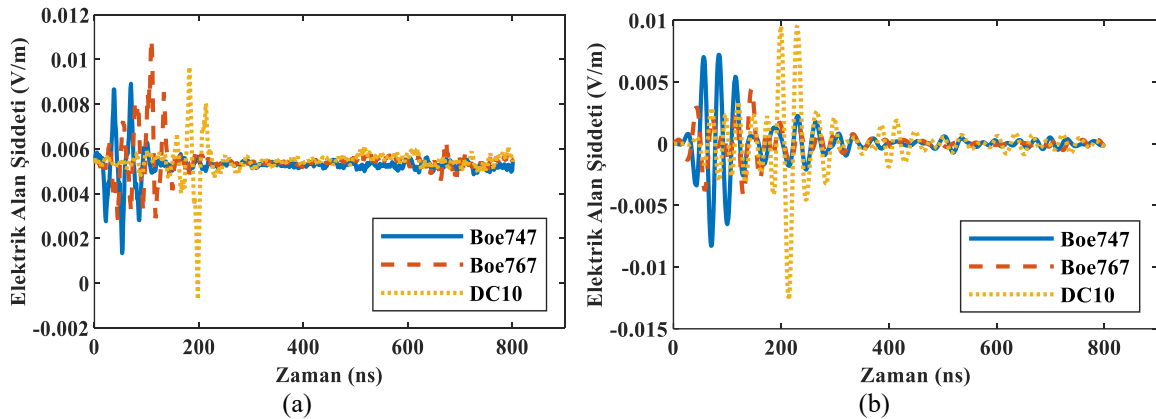 0.012
0.01
0.008
0.006
0.004
0.002
0
-0.002
Elektrik Alan Şiddeti (V/m)
0 200 400 600 800
Zaman (ns)
Boe747
Boe767
DC10
(a)
0.01
0.005
0
-0.005
-0.01
-0.015
Elektrik Alan Şiddeti (V/m)
0 200 400 600 800
Zaman (ns)
Boe747
Boe767
DC10
(b)